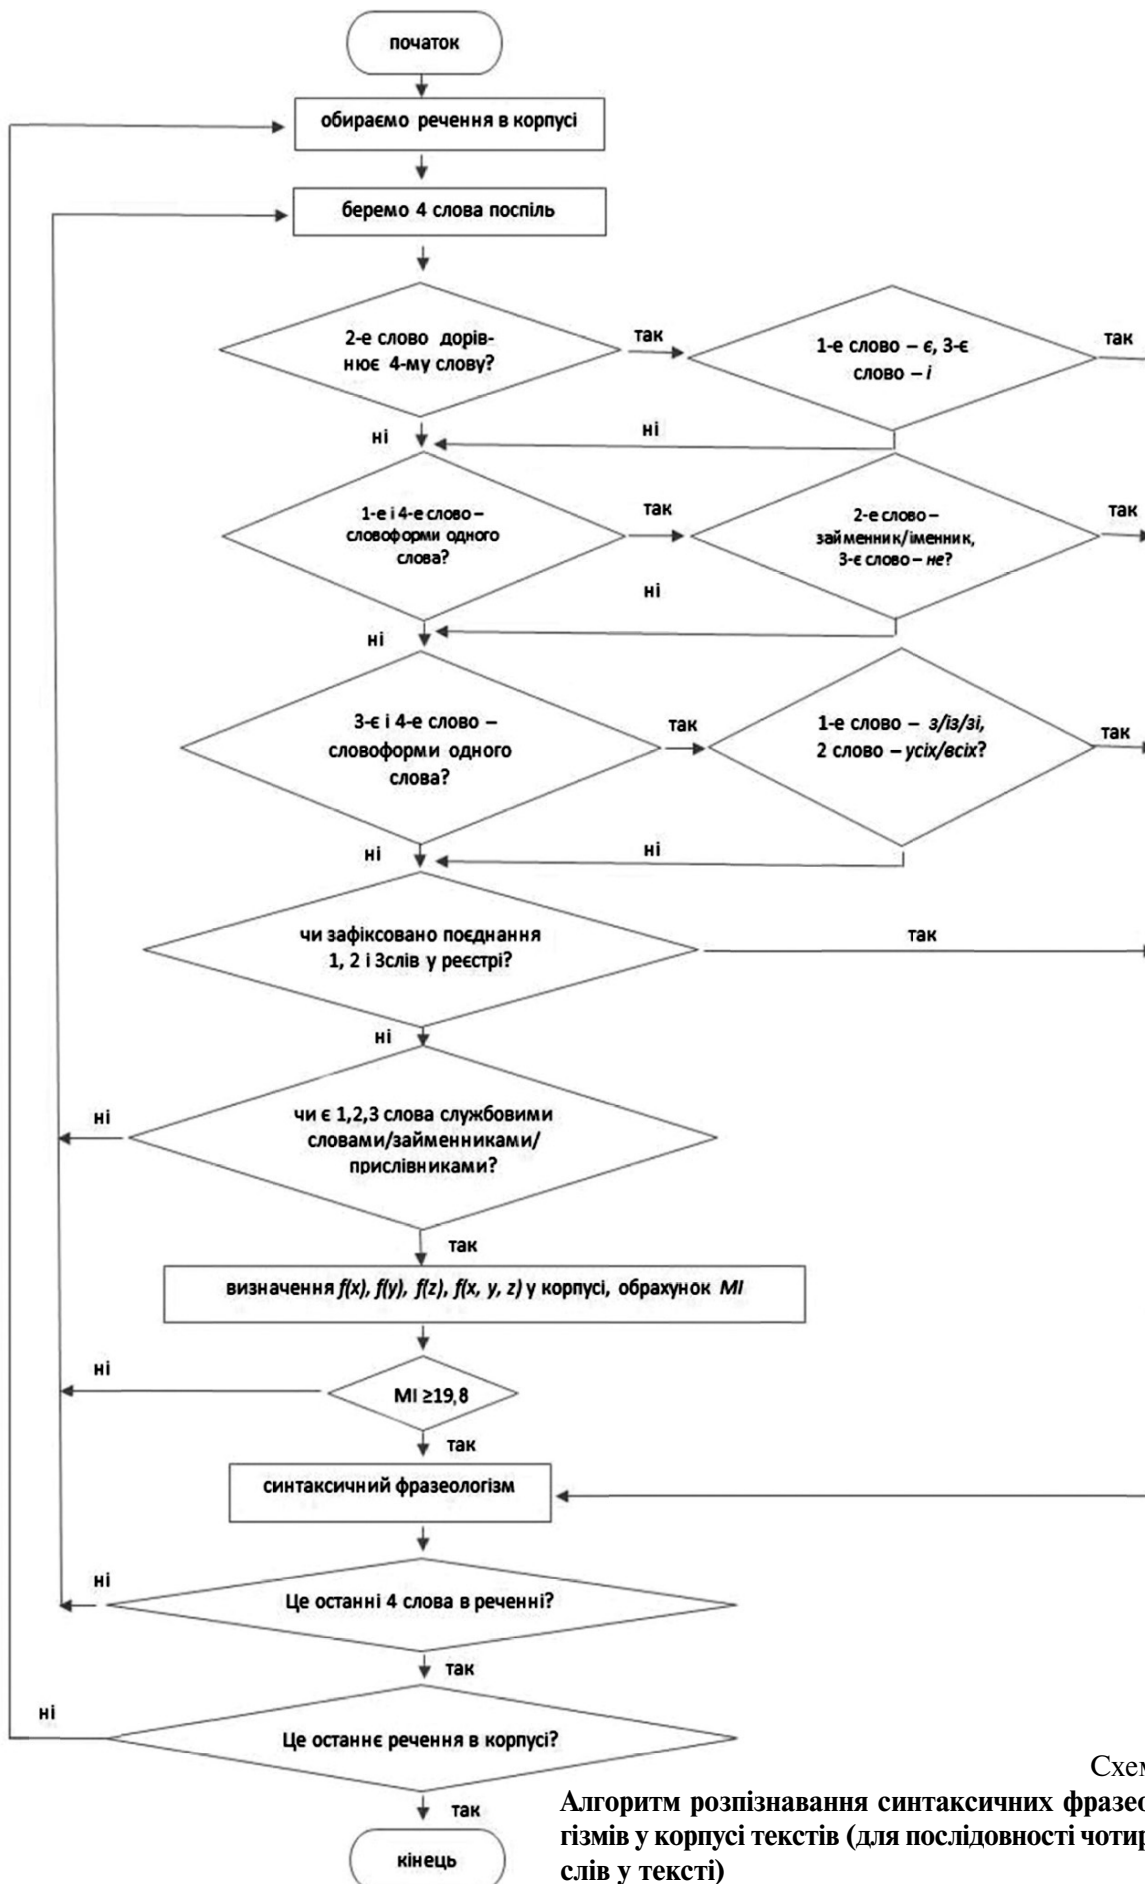 початок
обираємо речення в корпусі
беремо 4 слова поспіль
2-е слово дорів-
нює 4-му слову?
так
1-е слово – є, 3-є
слово – і
так
ні
ні
1-е і 4-е слово –
словоформи одного
слова?
так
2-е слово –
займенник/іменник,
3-є слово – не?
так
ні
ні
3-є і 4-е слово –
словоформи одного
слова?
так
1-е слово – з/із/зі,
2 слово – усіх/всіх?
так
ні
ні
чи зафіксовано поєднання
1, 2 і 3слів у реєстрі?
так
ні
чи є 1,2,3 слова службовими
словами/займенниками/
прислівниками?
ні
так
визначення f(x), f(y), f(z), f(x, y, z) у корпусі, обрахунок MI
MI ≥19,8
ні
так
синтаксичний фразеологізм
Це останні 4 слова в реченні?
ні
так
Це останнє речення в корпусі?
ні
так
кінець
Схем
Алгоритм розпізнавання синтаксичних фразео
гізмів у корпусі текстів (для послідовності чотир
слів у тексті)